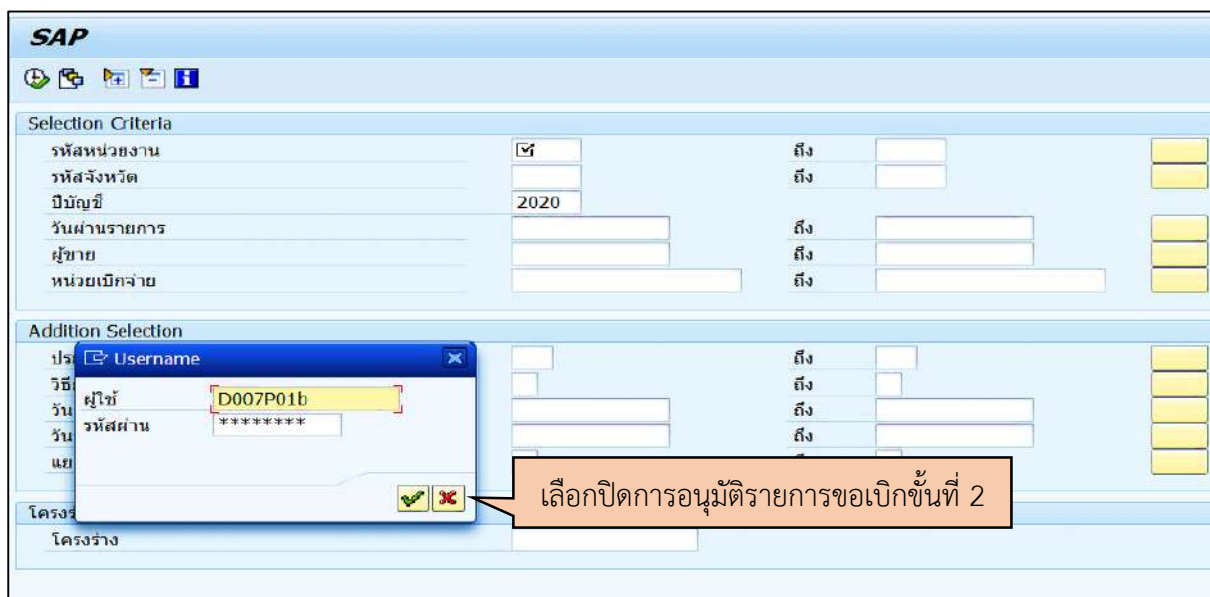 SAP
Selection Criteria
รหัสหน่วยงาน ถึง
รหัสจังหวัด ถึง
ปีบัญชี 2020
วันผ่านรายการ ถึง
ผู้ขาย ถึง
หน่วยเบิกจ่าย ถึง
Addition Selection
ถึง
Username
ถึง
ผู้ใช้ D007P01b
วัน ถึง
รหัสผ่าน ********
วัน ถึง
แย
เลือกปิดการอนุมัติรายการขอเบิกขั้นที่ 2
โครงร่าง